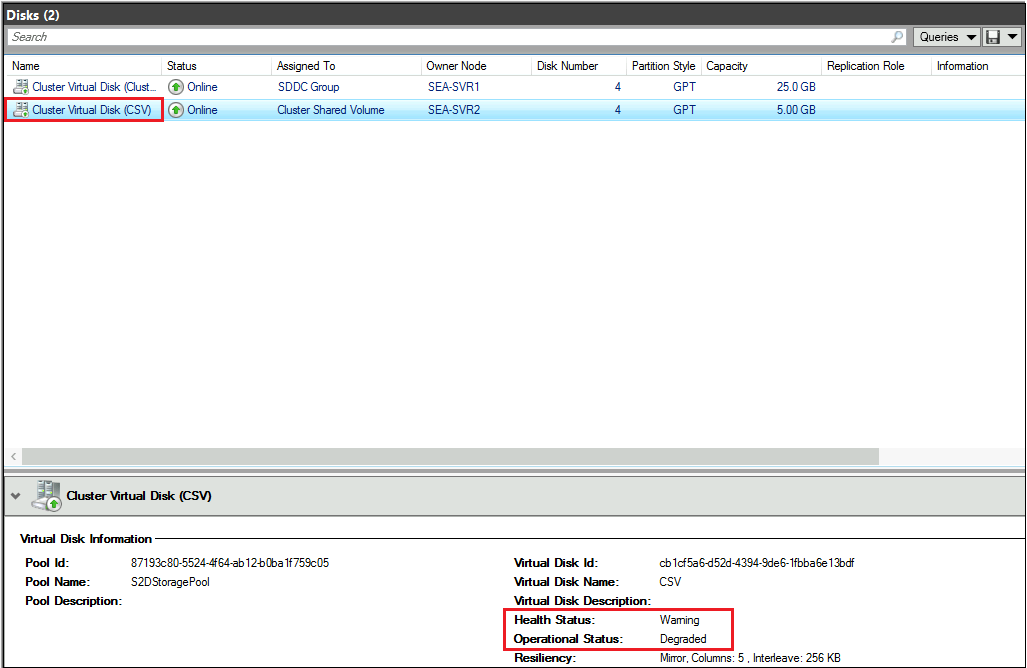 Disks (2)
Search
Queries
Name Status Assigned To Owner Node Disk Number Partition Style Capacity Replication Role Information
Cluster Virtual Disk (Clust... Online SDDC Group SEA-SVR1 4 GPT 25.0 GB
Cluster Virtual Disk (CSV) Online Cluster Shared Volume SEA-SVR2 4 GPT 5.00 GB
Cluster Virtual Disk (CSV)
Virtual Disk Information
Pool Id: 87193c80-5524-4f64-ab12-b0ba1f759c05 Virtual Disk Id: cb1cf5a6-d52d-4394-9de6-1fbba6e13bdf
Pool Name: S2DStoragePool Virtual Disk Name: CSV
Pool Description: Virtual Disk Description:
Health Status: Warning
Operational Status: Degraded
Resiliency: Mirror, Columns: 5 , Interleave: 256 KB